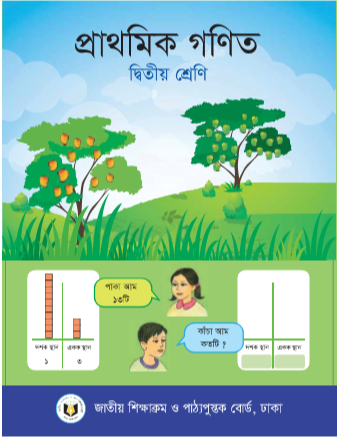 প্রাথমিক গণিত
দ্বিতীয় শ্রেণি
পাকা আম
১৩টি
দশক স্থান একক স্থান
১ ৩
কাঁচা আম
কতটি ?
দশক স্থান একক স্থান
জাতীয় শিক্ষাক্রম ও পাঠ্যপুস্তক বোর্ড, ঢাকা